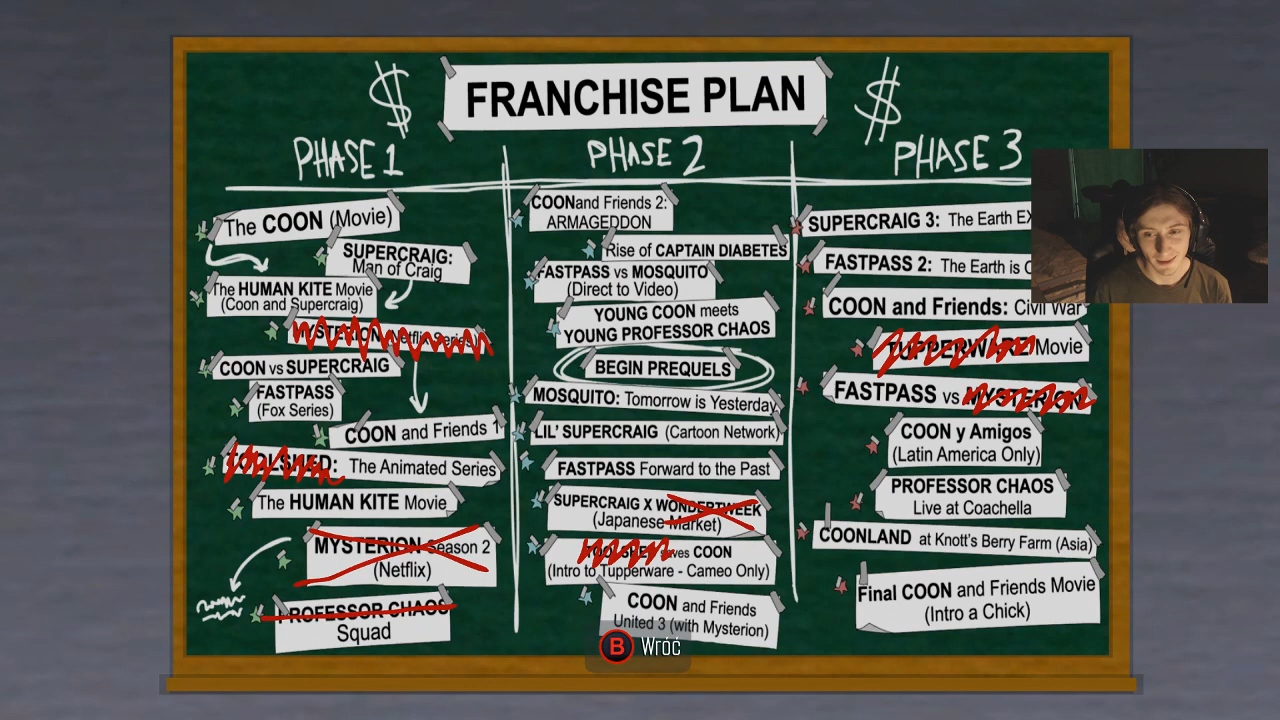 $ FRANCHISE PLAN $
PHASE 1
The COON (Movie)
SUPERCRAIG:
Man of Craig
The HUMAN KITE Movie
(Coon and Supercraig)
COON vs SUPERCRAIG
FASTPASS
(Fox Series)
COON and Friends 1
The Animated Series
The HUMAN KITE Movie
MYSTERION Season 2
(Netflix)
PROFESSOR CHAOS
Squad
PHASE 2
COON and Friends 2:
ARMAGEDDON
Rise of CAPTAIN DIABETES
FASTPASS vs MOSQUITO
(Direct to Video)
YOUNG COON meets
YOUNG PROFESSOR CHAOS
BEGIN PREQUELS
MOSQUITO: Tomorrow is Yesterday
LIL' SUPERCRAIG (Cartoon Network)
FASTPASS Forward to the Past
SUPERCRAIG X WONDERTWEEK
(Japanese Market)
COON
(Intro to Tupperware - Cameo Only)
COON and Friends
United 3 (with Mysterion)
PHASE 3
SUPERCRAIG 3: The Earth
FASTPASS 2: The Earth is
COON and Friends: Civil War
Movie
FASTPASS vs MYSTERION
COON y Amigos
(Latin America Only)
PROFESSOR CHAOS
Live at Coachella
COONLAND at Knott's Berry Farm (Asia)
Final COON and Friends Movie
(Intro a Chick)
B Wróć